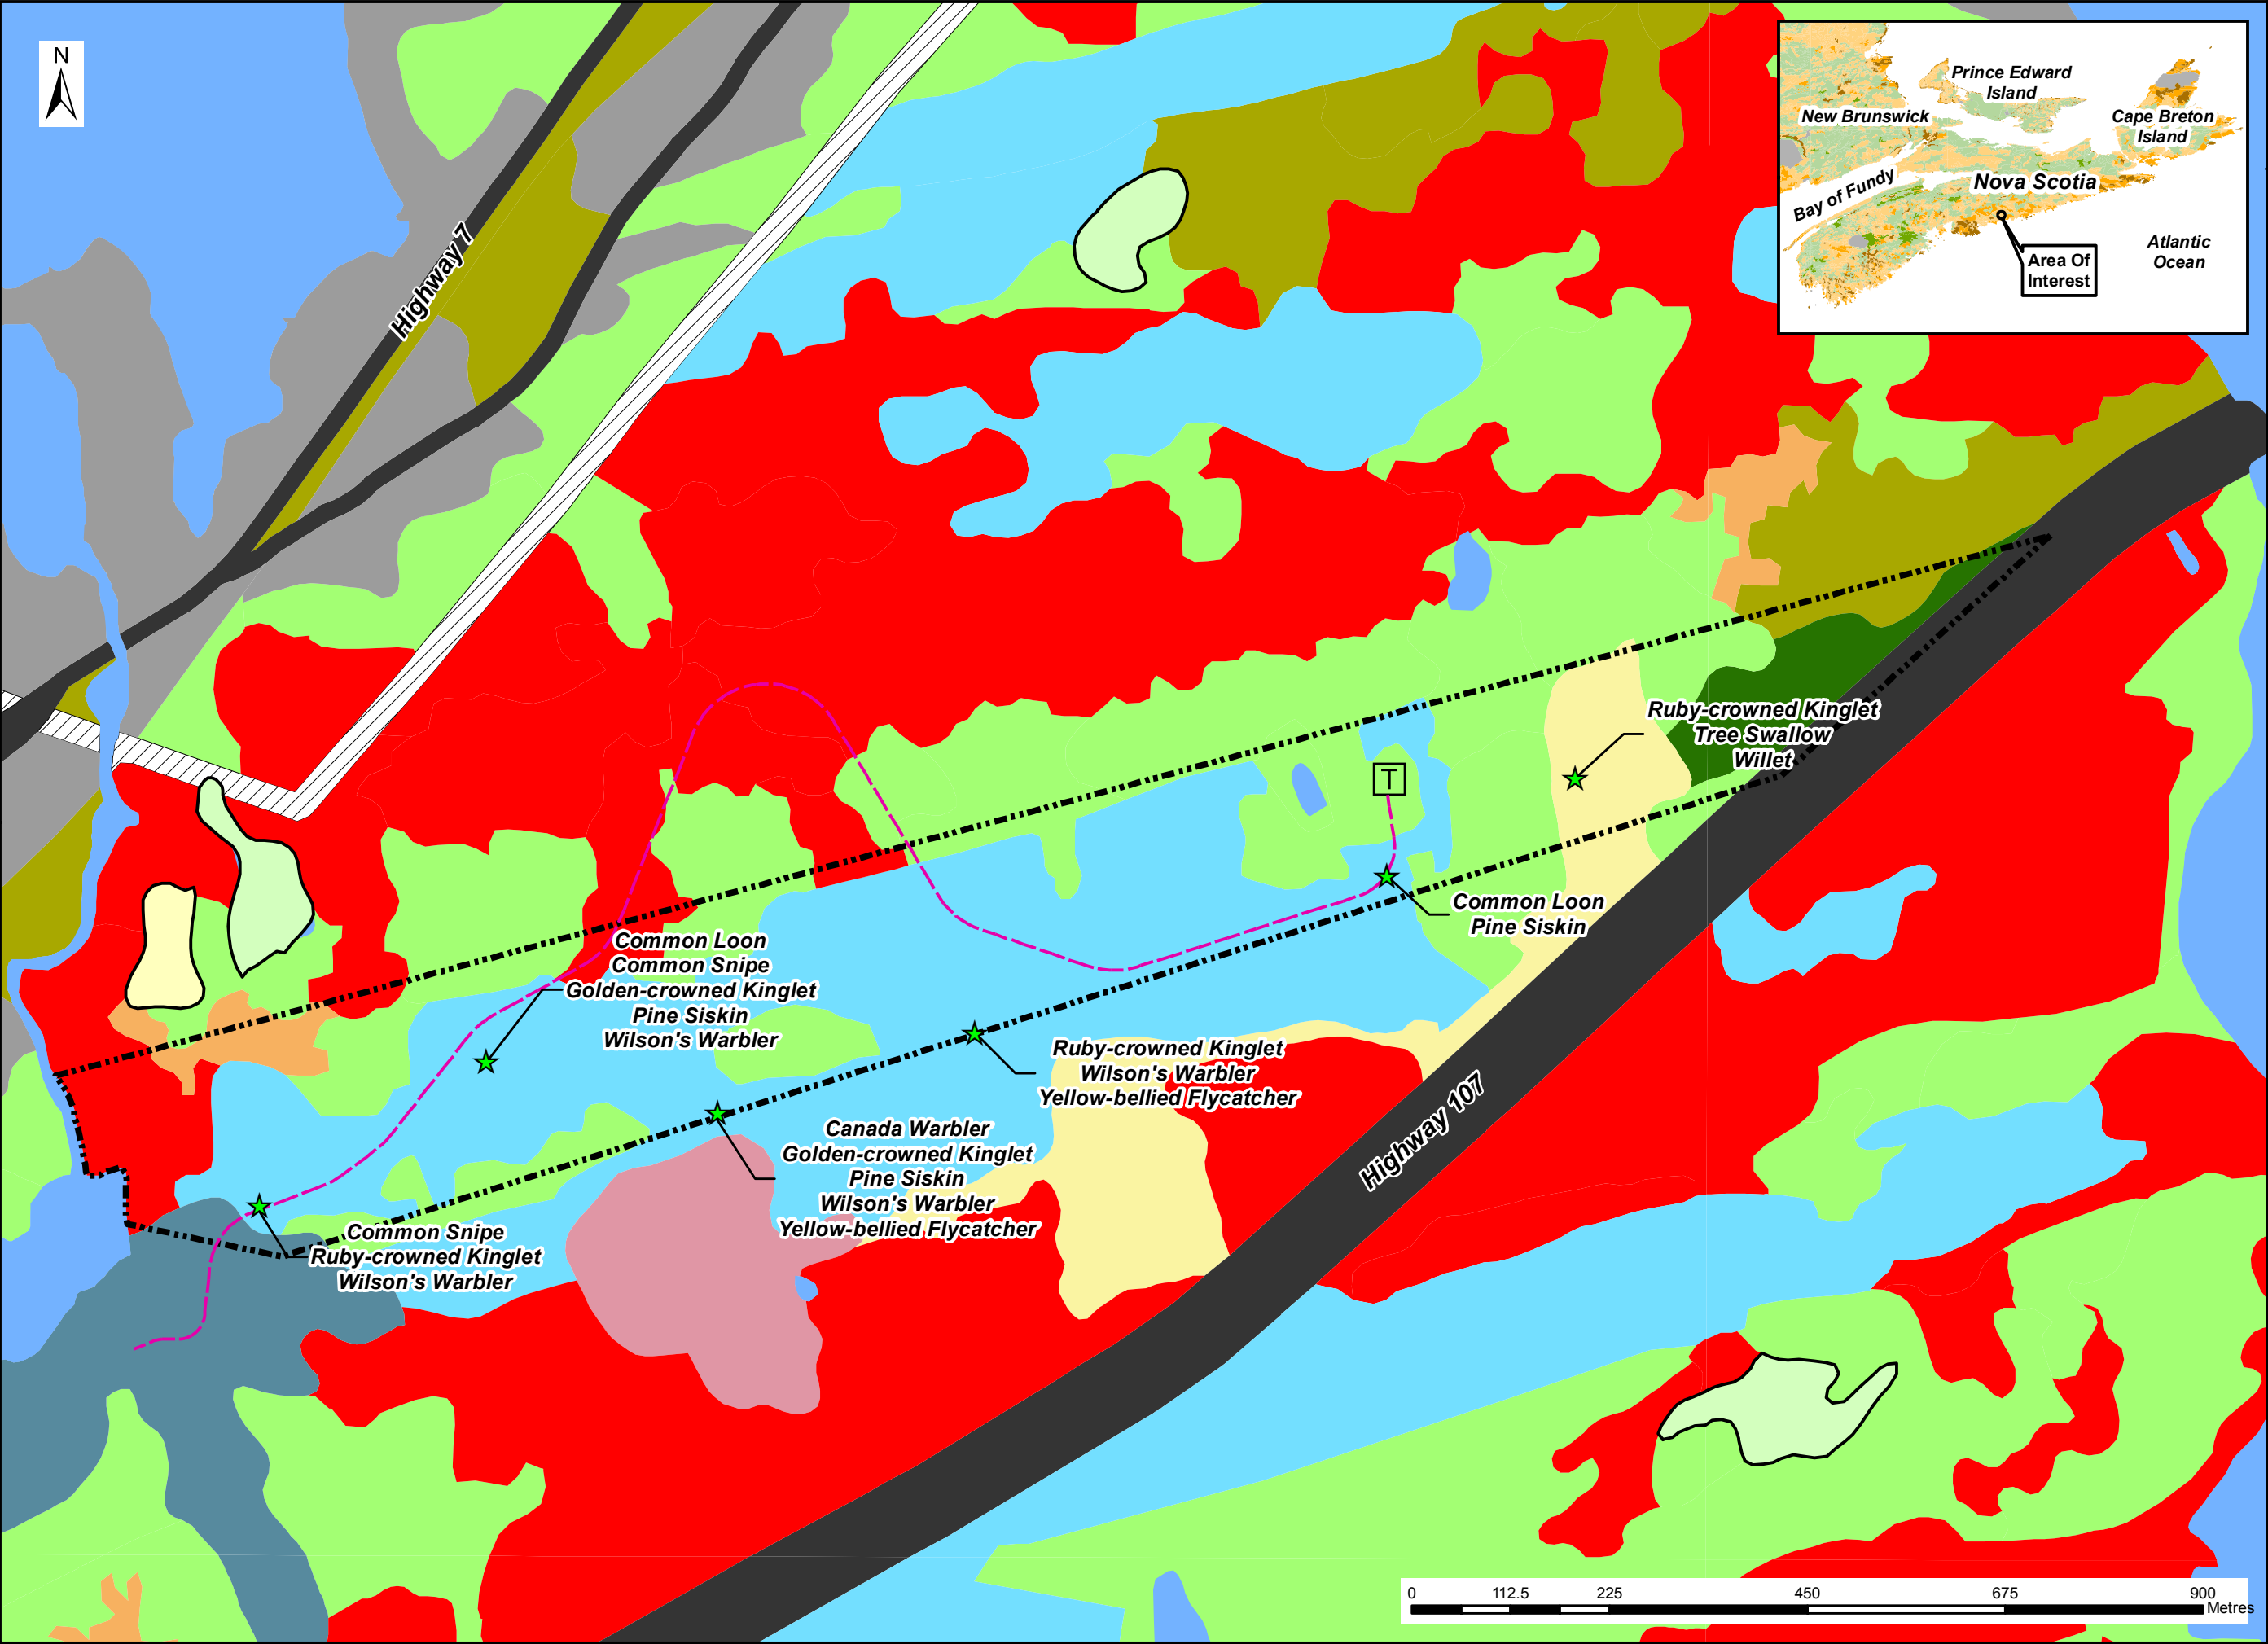 N
Prince Edward
Island
New Brunswick
Cape Breton
Island
Nova Scotia
Bay of Fundy
Atlantic
Ocean
Area Of
Interest
Highway 7
Ruby-crowned Kinglet
Tree Swallow
Willet
T
Common Loon
Pine Siskin
Common Loon
Common Snipe
Golden-crowned Kinglet
Pine Siskin
Wilson's Warbler
Ruby-crowned Kinglet
Wilson's Warbler
Yellow-bellied Flycatcher
Canada Warbler
Golden-crowned Kinglet
Pine Siskin
Wilson's Warbler
Yellow-bellied Flycatcher
Highway 107
Common Snipe
Ruby-crowned Kinglet
Wilson's Warbler
0 112.5 225 450 675 900
Metres